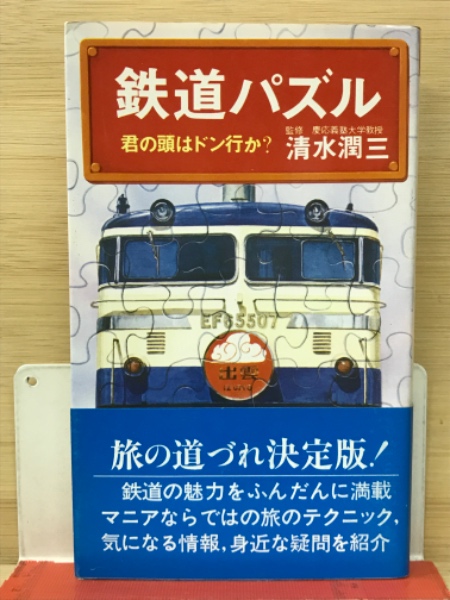 鉄道パズル
君の頭はドン行か?
監修 慶応義塾大学教授
清水潤三
EF65507
出雲
旅の道づれ決定版!
鉄道の魅力をふんだんに満載
マニアならではの旅のテクニック,
気になる情報,身近な疑問を紹介